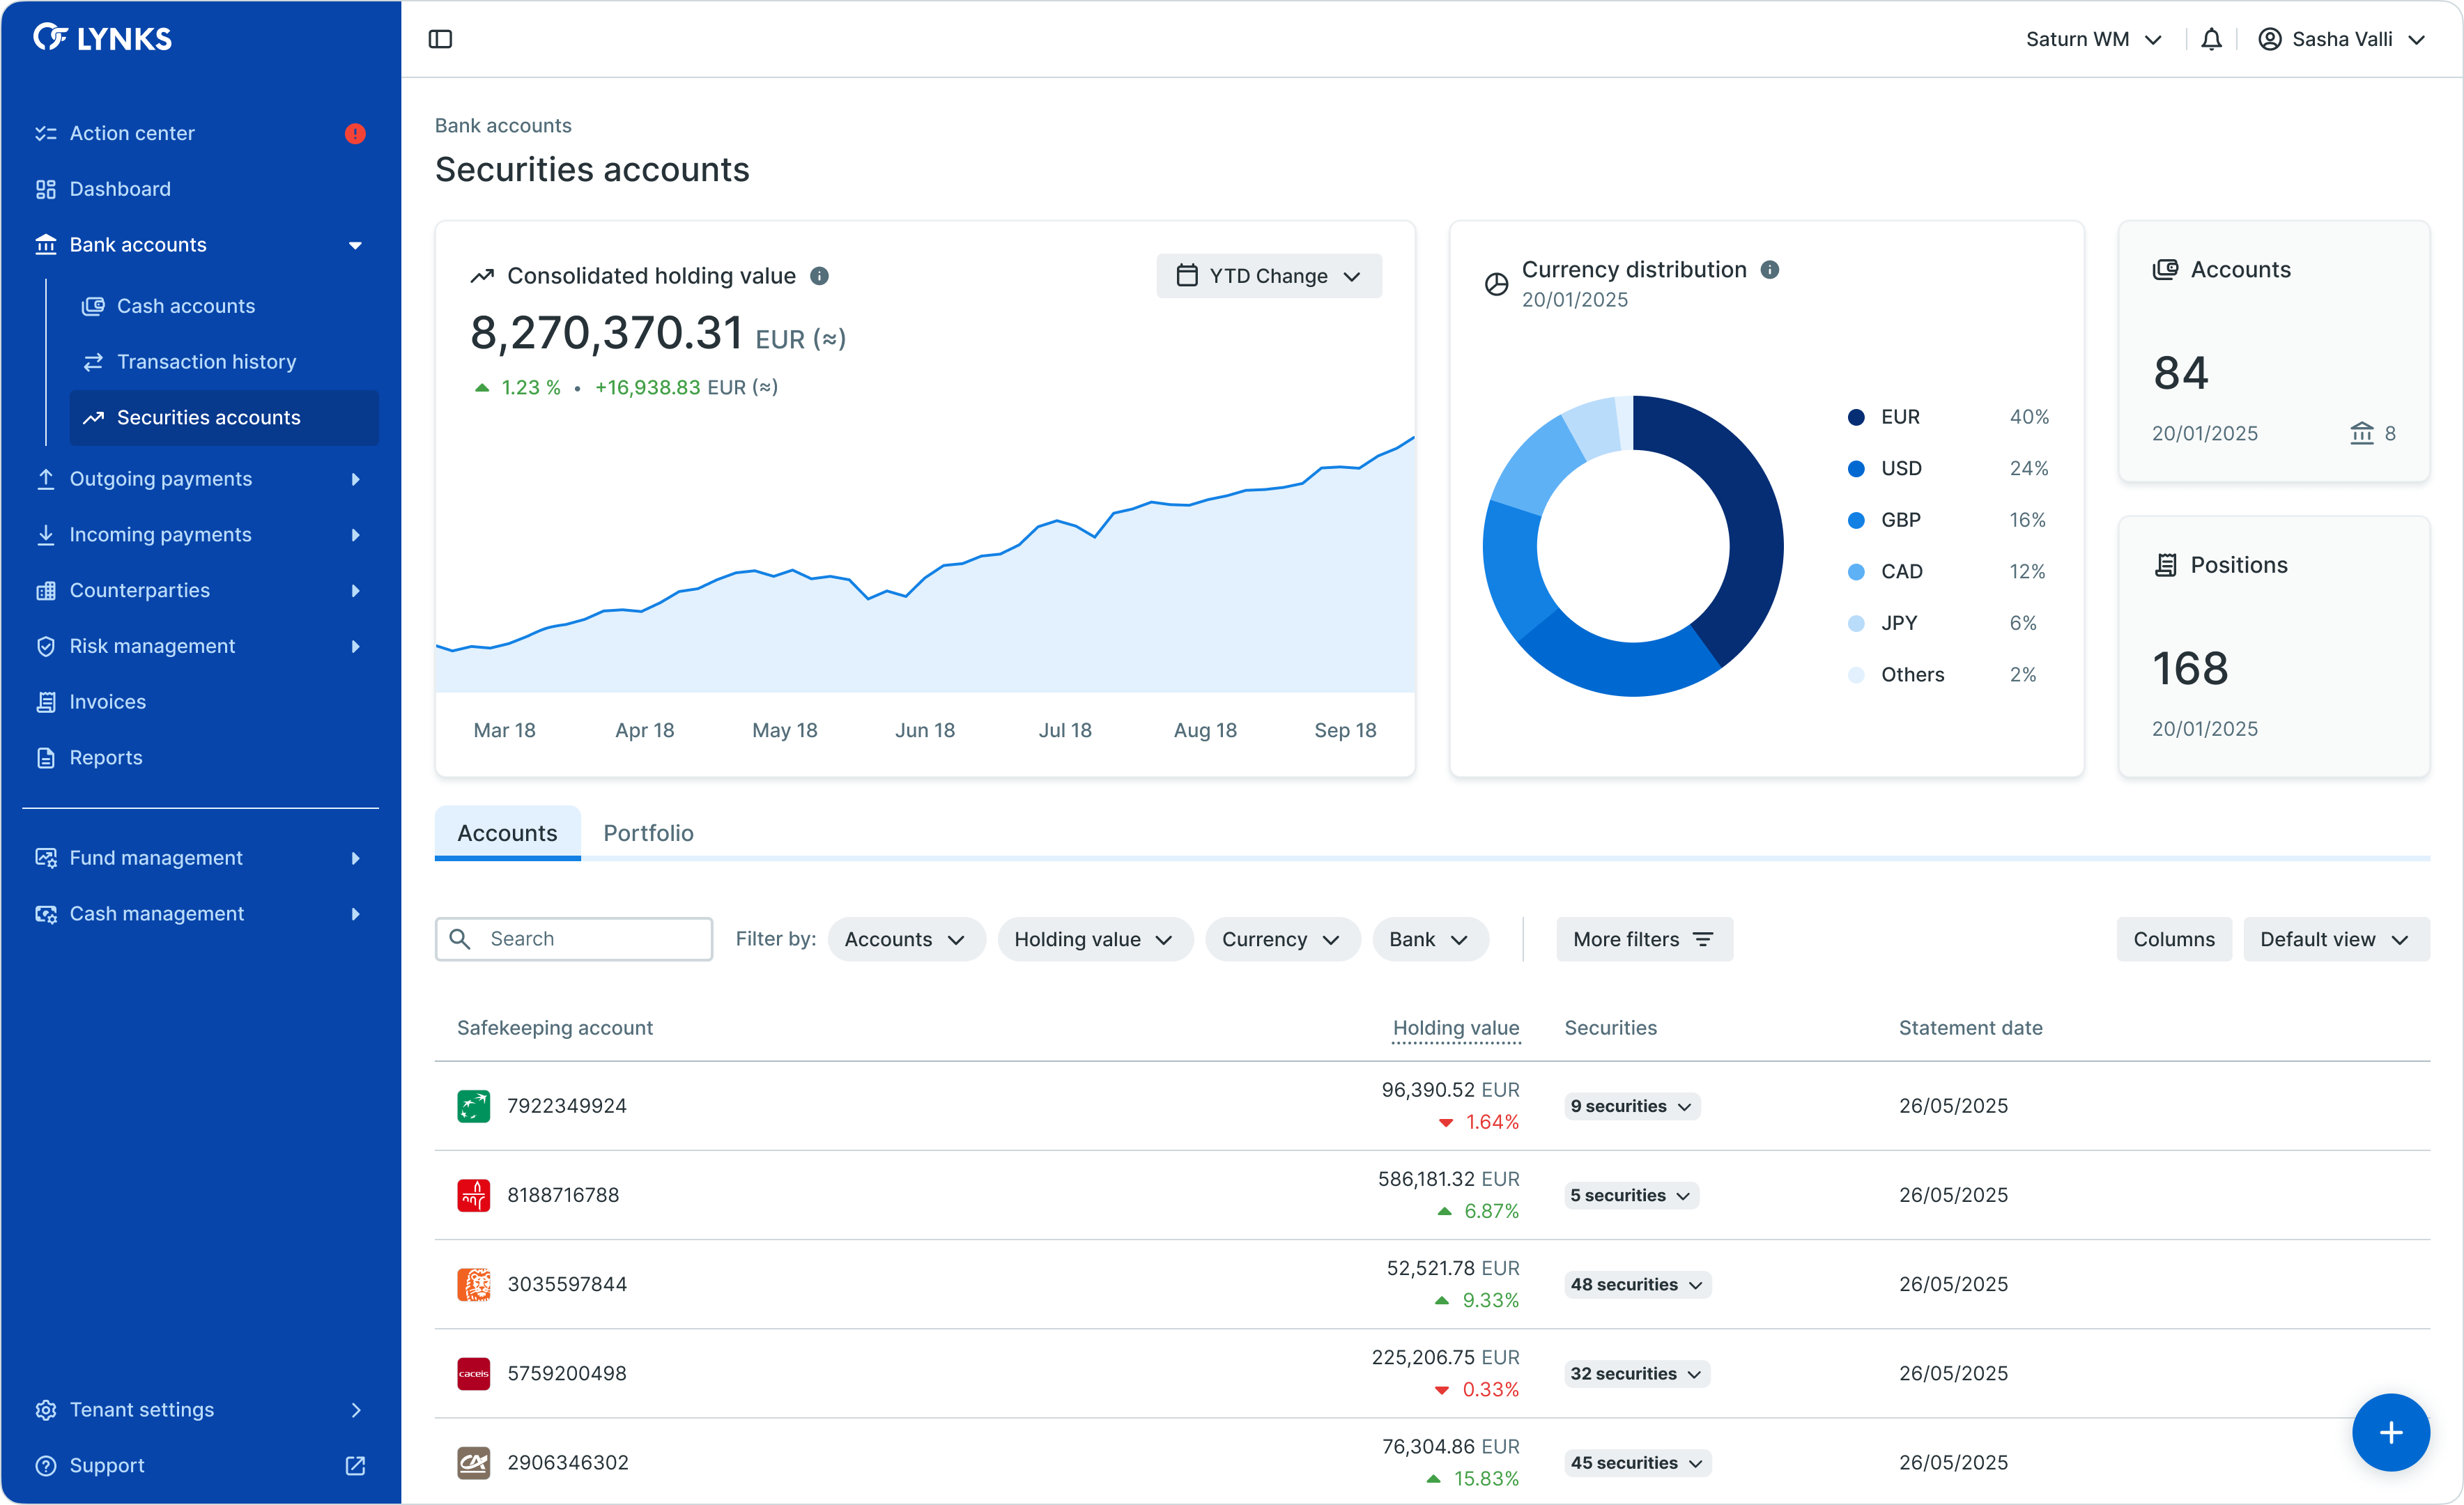 LYNKS
Saturn WM
Sasha Valli
Action center
Dashboard
Bank accounts
Cash accounts
Transaction history
Securities accounts
Outgoing payments
Incoming payments
Counterparties
Risk management
Invoices
Reports
Fund management
Cash management
Tenant settings
Support
Bank accounts
Securities accounts
Consolidated holding value
YTD Change
8,270,370.31 EUR (≈)
1.23 % • +16,938.83 EUR (≈)
Mar 18 Apr 18 May 18 Jun 18 Jul 18 Aug 18 Sep 18
Currency distribution
20/01/2025
EUR 40%
USD 24%
GBP 16%
CAD 12%
JPY 6%
Others 2%
Accounts
84
20/01/2025 8
Positions
168
20/01/2025
Accounts Portfolio
Search Filter by: Accounts Holding value Currency Bank More filters Columns Default view
Safekeeping account Holding value Securities Statement date
7922349924 96,390.52 EUR 9 securities 26/05/2025
1.64%
8188716788 586,181.32 EUR 5 securities 26/05/2025
6.87%
3035597844 52,521.78 EUR 48 securities 26/05/2025
9.33%
caceis 5759200498 225,206.75 EUR 32 securities 26/05/2025
0.33%
CA 2906346302 76,304.86 EUR 45 securities 26/05/2025
15.83%